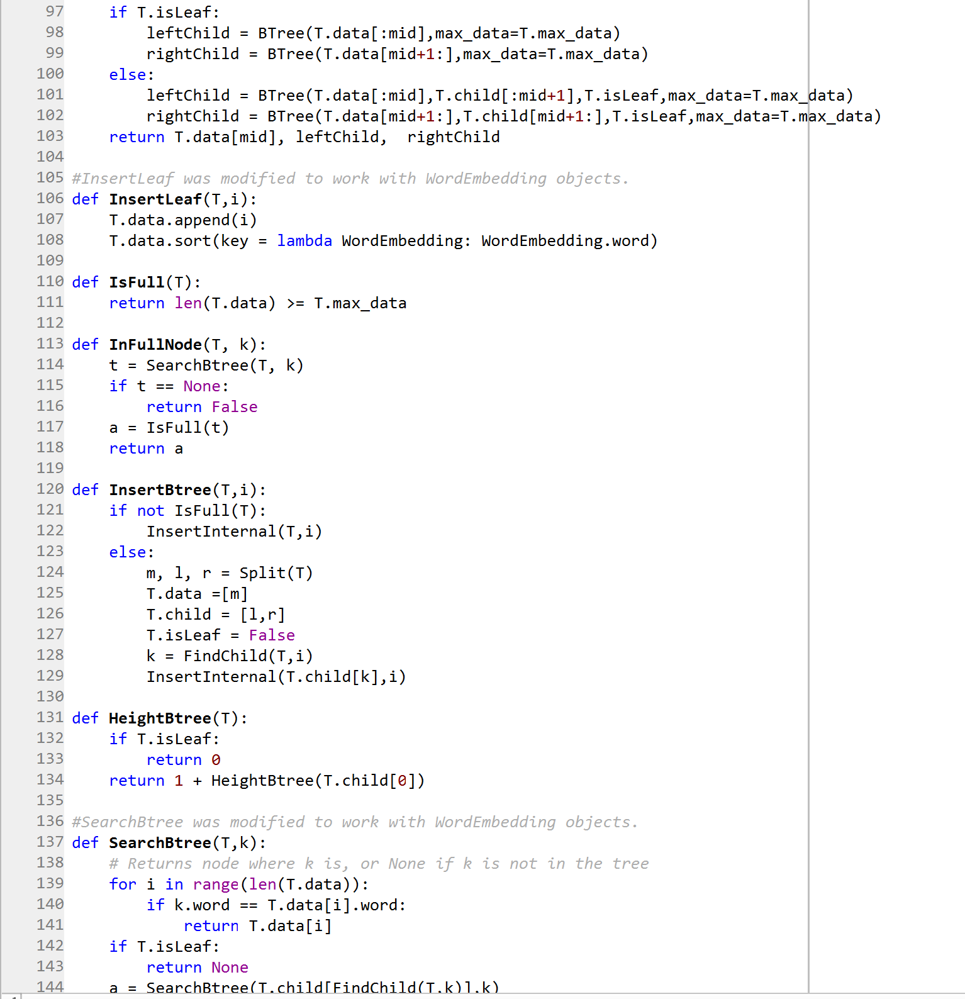 97     if T.isLeaf:
98         leftChild = BTree(T.data[:mid],max_data=T.max_data)
99         rightChild = BTree(T.data[mid+1:],max_data=T.max_data)
100     else:
101         leftChild = BTree(T.data[:mid],T.child[:mid+1],T.isLeaf,max_data=T.max_data)
102         rightChild = BTree(T.data[mid+1:],T.child[mid+1:],T.isLeaf,max_data=T.max_data)
103     return T.data[mid], leftChild,  rightChild
104
105 #InsertLeaf was modified to work with WordEmbedding objects.
106 def InsertLeaf(T,i):
107     T.data.append(i)
108     T.data.sort(key = lambda WordEmbedding: WordEmbedding.word)
109
110 def IsFull(T):
111     return len(T.data) >= T.max_data
112
113 def InFullNode(T, k):
114     t = SearchBtree(T, k)
115     if t == None:
116         return False
117     a = IsFull(t)
118     return a
119
120 def InsertBtree(T,i):
121     if not IsFull(T):
122         InsertInternal(T,i)
123     else:
124         m, l, r = Split(T)
125         T.data =[m]
126         T.child = [l,r]
127         T.isLeaf = False
128         k = FindChild(T,i)
129         InsertInternal(T.child[k],i)
130
131 def HeightBtree(T):
132     if T.isLeaf:
133         return 0
134     return 1 + HeightBtree(T.child[0])
135
136 #SearchBtree was modified to work with WordEmbedding objects.
137 def SearchBtree(T,k):
138     # Returns node where k is, or None if k is not in the tree
139     for i in range(len(T.data)):
140         if k.word == T.data[i].word:
141             return T.data[i]
142     if T.isLeaf:
143         return None
144     a = SearchBtree(T.child[FindChild(T,k)],k)